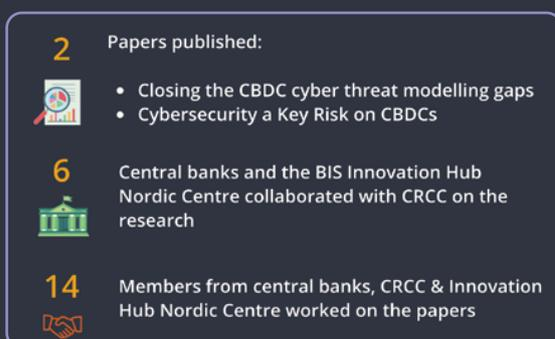 2
Papers published:
• Closing the CBDC cyber threat modelling gaps
• Cybersecurity a Key Risk on CBDCs
6
Central banks and the BIS Innovation Hub
Nordic Centre collaborated with CRCC on the
research
14
Members from central banks, CRCC & Innovation
Hub Nordic Centre worked on the papers